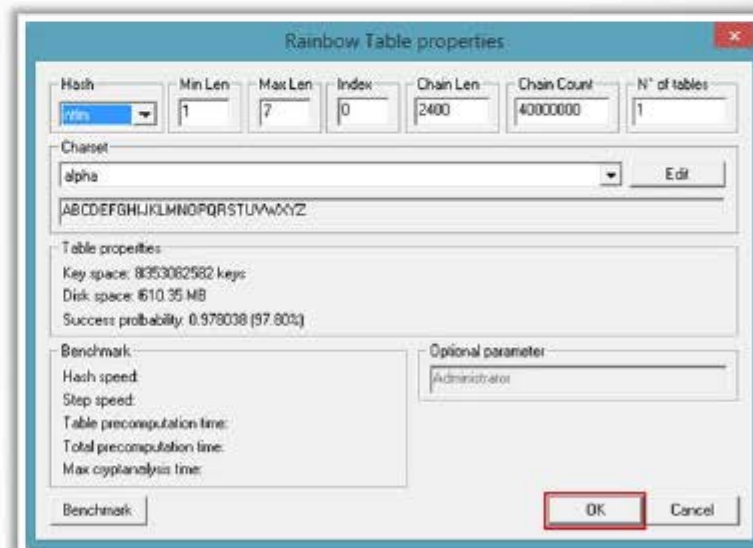 Rainbow Table properties
Hash
ntlm
Min Len
1
Max Len
7
Index
0
Chain Len
2400
Chain Count
40000000
N° of tables
1
Charset
alpha
Edit
ABCDEFGHIJKLMNOPQRSTUVWXYZ
Table properties
Key space: 8353082582 keys
Disk space: 610.35 MB
Success probability: 0.978038 (97.80%)
Benchmark
Hash speed:
Step speed:
Table precomputation time:
Total precomputation time:
Max cryptanalysis time:
Optional parameter
Administrator
Benchmark
OK
Cancel